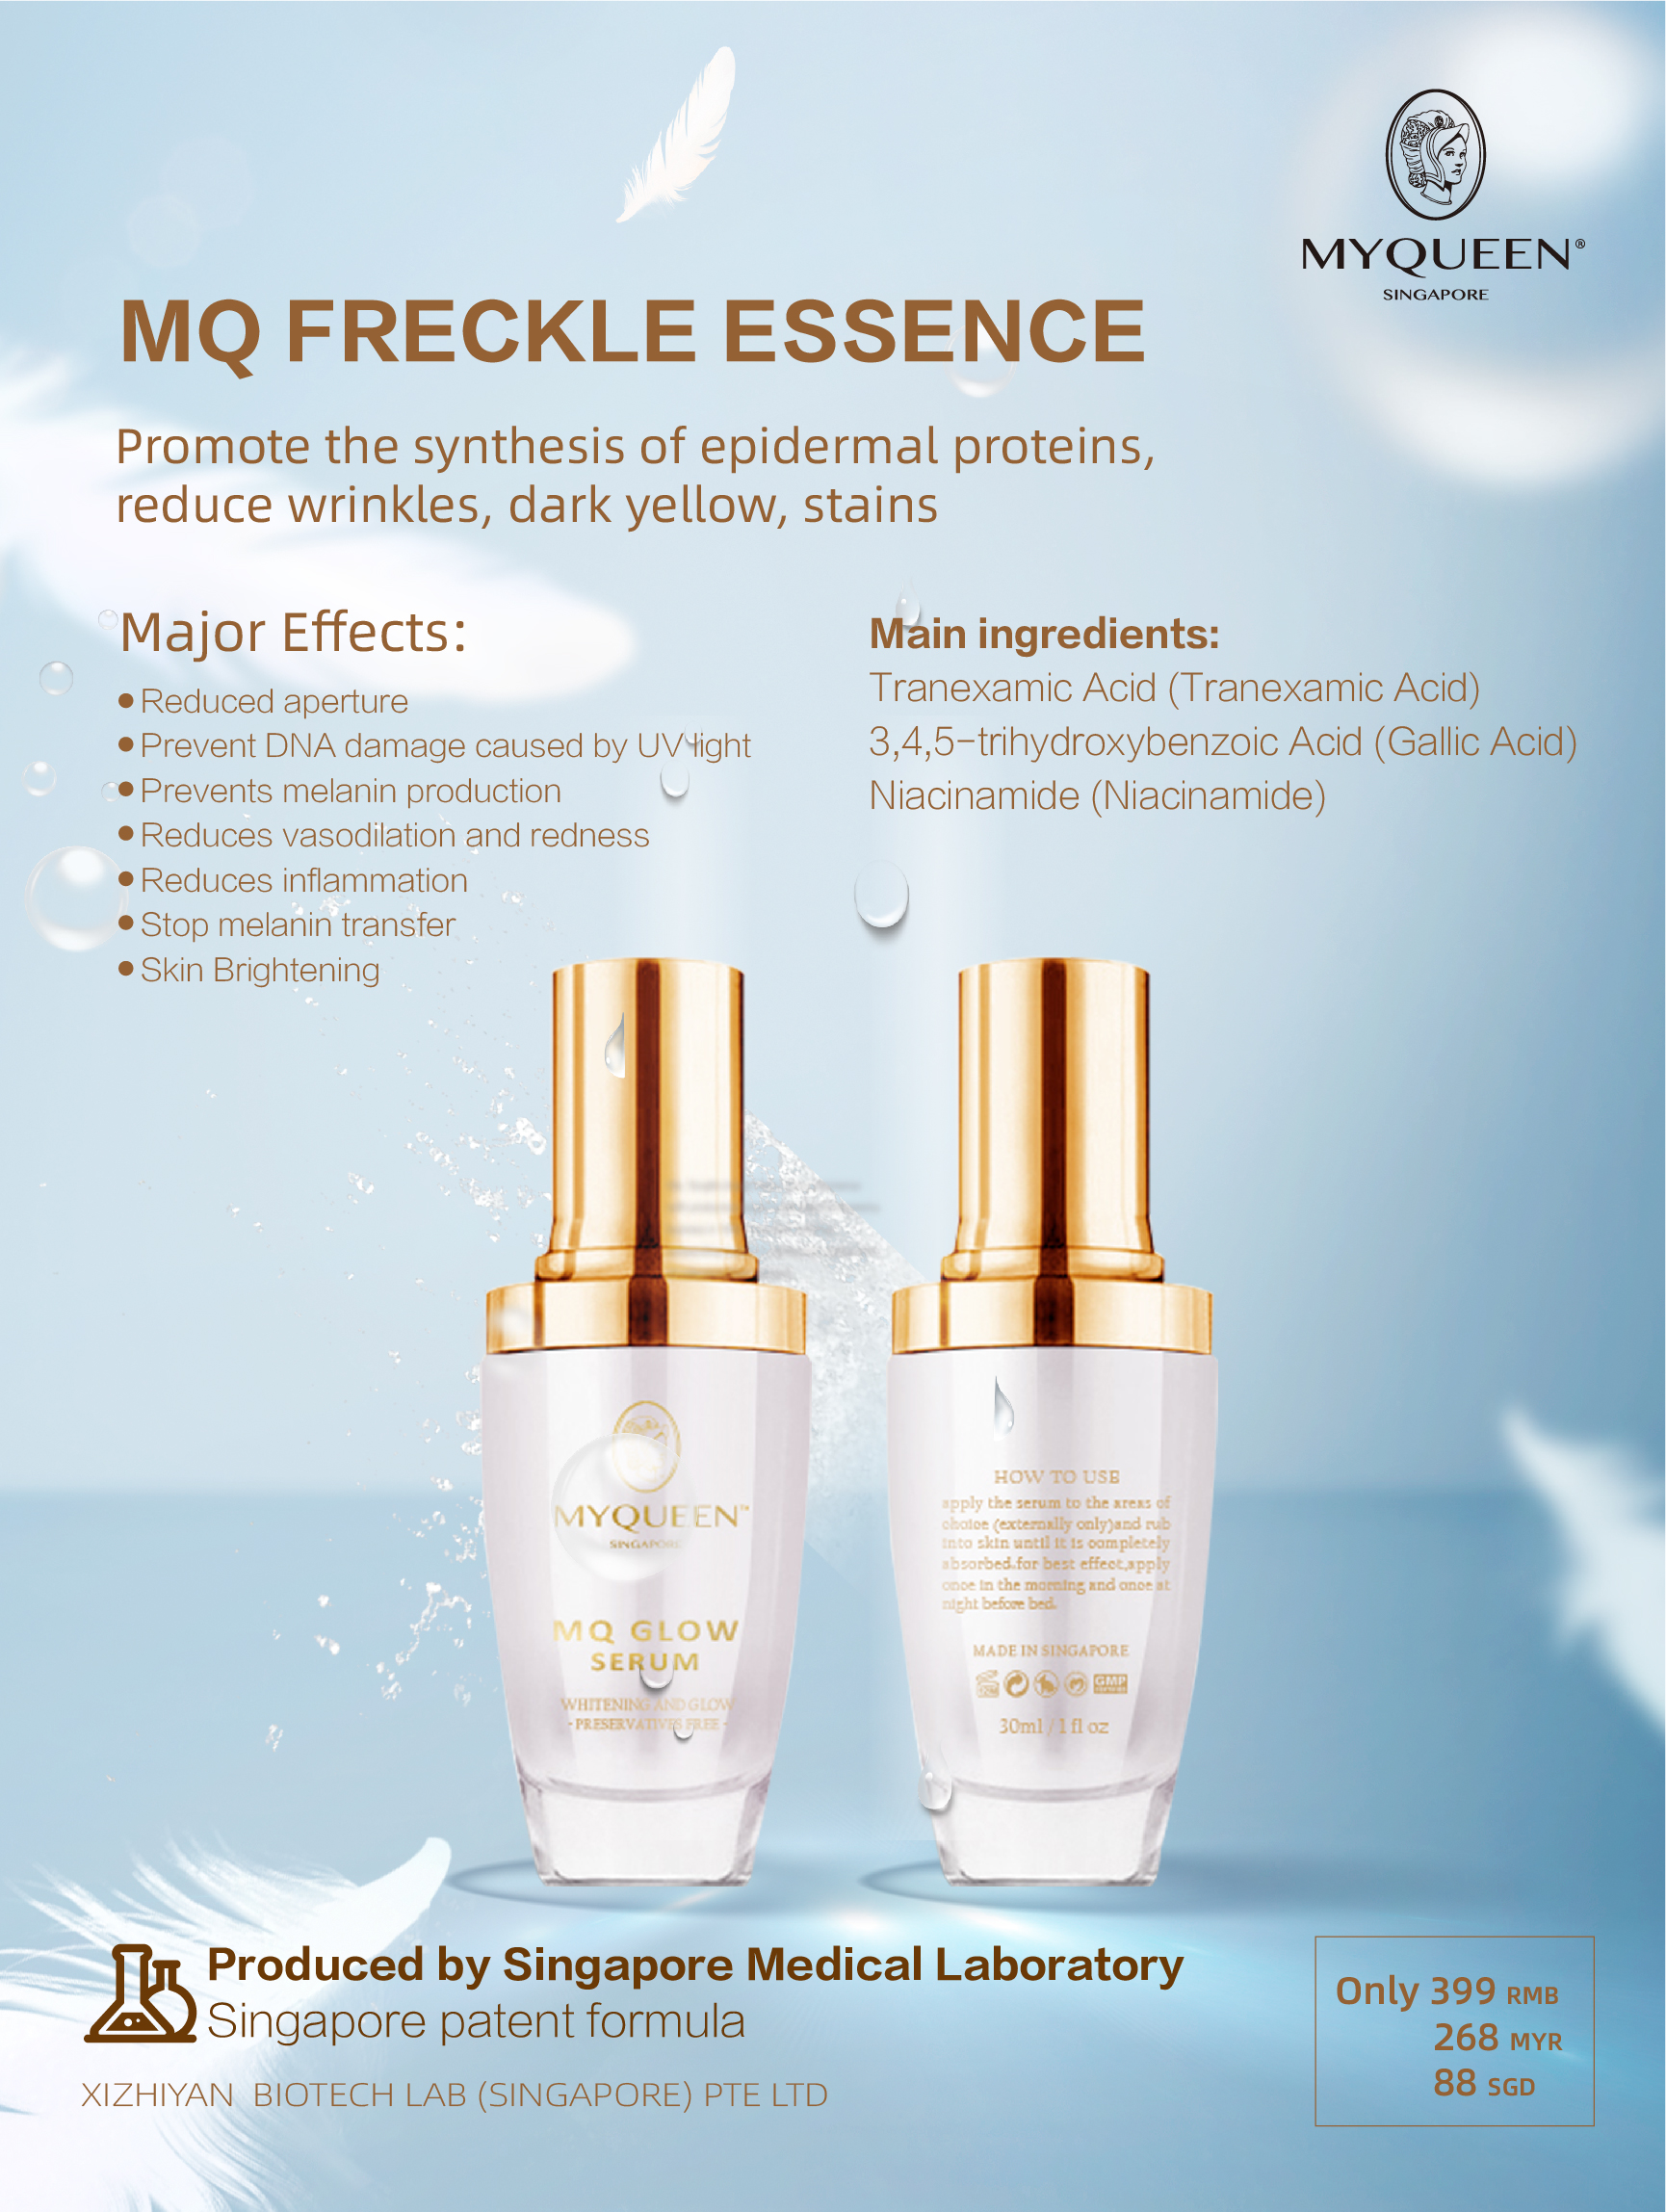 MYQUEEN®
SINGAPORE
MQ FRECKLE ESSENCE
Promote the synthesis of epidermal proteins,
reduce wrinkles, dark yellow, stains
Major Effects:
● Reduced aperture
● Prevent DNA damage caused by UV light
● Prevents melanin production
● Reduces vasodilation and redness
● Reduces inflammation
● Stop melanin transfer
● Skin Brightening
Main ingredients:
Tranexamic Acid (Tranexamic Acid)
3,4,5-trihydroxybenzoic Acid (Gallic Acid)
Niacinamide (Niacinamide)
MYQUEEN™
SINGAPORE
MQ GLOW
SERUM
WHITENING AND GLOW
- PRESERVATIVES FREE -
HOW TO USE
apply the serum to the areas of
choice (externally only)and rub
into skin until it is completely
absorbed.for best effect,apply
once in the morning and once at
night before bed.
MADE IN SINGAPORE
GMP
30ml / 1 fl oz
Produced by Singapore Medical Laboratory
Singapore patent formula
XIZHIYAN BIOTECH LAB (SINGAPORE) PTE LTD
Only 399 RMB
268 MYR
88 SGD